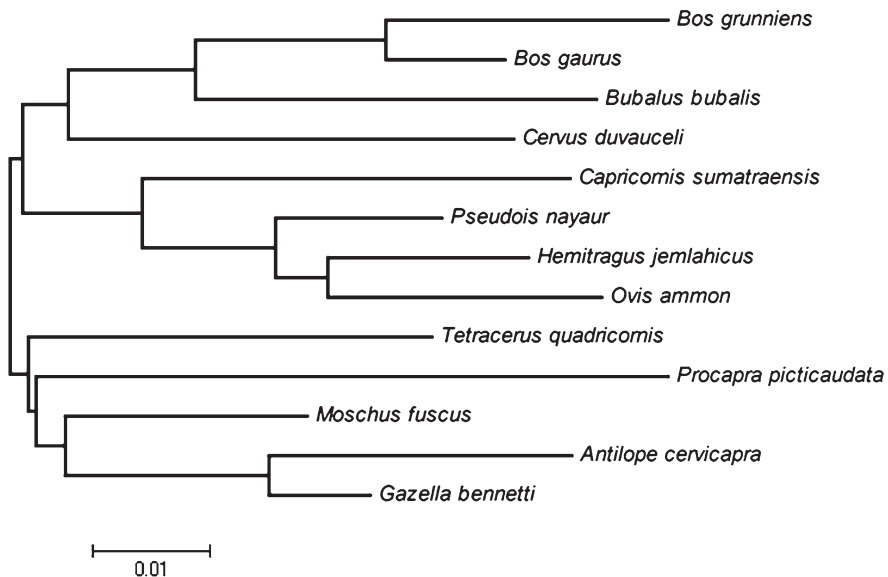 Bos grunniens
Bos gaurus
Bubalus bubalis
Cervus duvauceli
Capricornis sumatraensis
Pseudois nayaur
Hemitragus jemlahicus
Ovis ammon
Tetracerus quadricornis
Procapra picticaudata
Moschus fuscus
Antilope cervicapra
Gazella bennetti
0.01